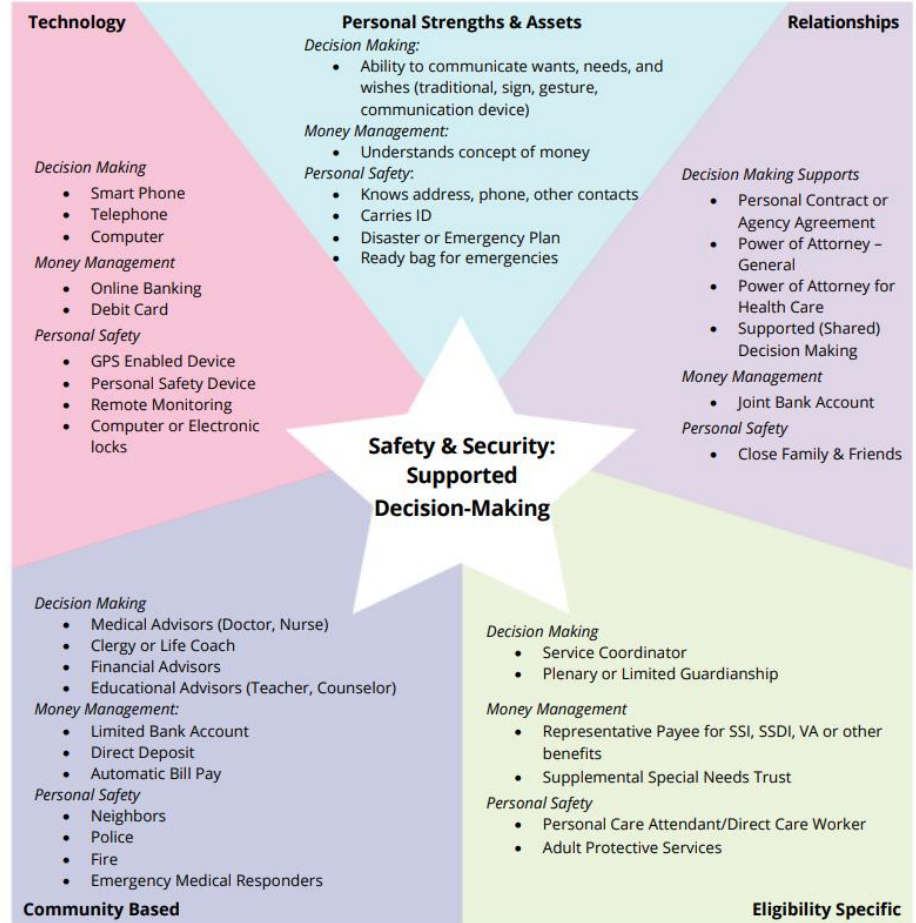 Technology
Decision Making
• Smart Phone
• Telephone
• Computer
Money Management
• Online Banking
• Debit Card
Personal Safety
• GPS Enabled Device
• Personal Safety Device
• Remote Monitoring
• Computer or Electronic
locks
Personal Strengths & Assets
Decision Making:
• Ability to communicate wants, needs, and
wishes (traditional, sign, gesture,
communication device)
Money Management:
• Understands concept of money
Personal Safety:
• Knows address, phone, other contacts
• Carries ID
• Disaster or Emergency Plan
• Ready bag for emergencies
Relationships
Decision Making Supports
• Personal Contract or
Agency Agreement
• Power of Attorney –
General
• Power of Attorney for
Health Care
• Supported (Shared)
Decision Making
Money Management
• Joint Bank Account
Personal Safety
• Close Family & Friends
Safety & Security:
Supported
Decision-Making
Decision Making
• Medical Advisors (Doctor, Nurse)
• Clergy or Life Coach
• Financial Advisors
• Educational Advisors (Teacher, Counselor)
Money Management:
• Limited Bank Account
• Direct Deposit
• Automatic Bill Pay
Personal Safety
• Neighbors
• Police
• Fire
• Emergency Medical Responders
Community Based
Decision Making
• Service Coordinator
• Plenary or Limited Guardianship
Money Management
• Representative Payee for SSI, SSDI, VA or other
benefits
• Supplemental Special Needs Trust
Personal Safety
• Personal Care Attendant/Direct Care Worker
• Adult Protective Services
Eligibility Specific